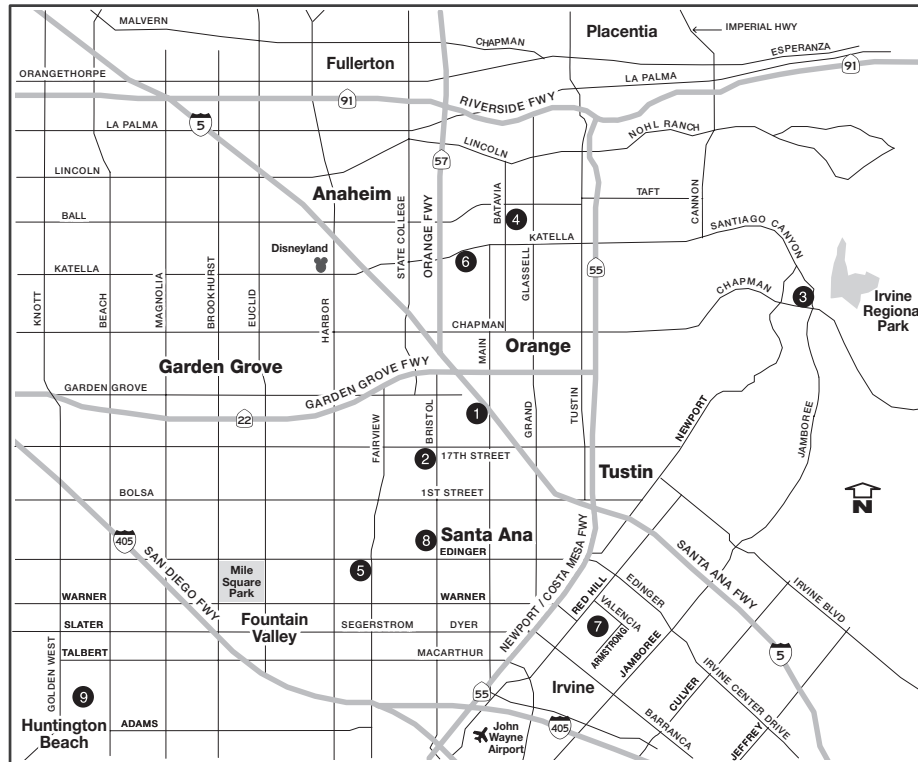 MALVERN
IMPERIAL HWY
Placentia
CHAPMAN
Fullerton
ESPERANZA
ORANGETHORPE
LA PALMA
91
91
RIVERSIDE FWY
5
LA PALMA
NOHL RANCH
LINCOLN
57
LINCOLN
Anaheim
TAFT
BATAVIA
CANNON
BALL
4
STATE COLLEGE
ORANGE FWY
SANTIAGO CANYON
KATELLA
Disneyland
6
GLASSELL
55
KATELLA
CHAPMAN
3
KNOTT
BEACH
MAGNOLIA
BROOKHURST
EUCLID
HARBOR
Irvine
Regional
Park
CHAPMAN
MAIN
Orange
Garden Grove
GARDEN GROVE FWY
GARDEN GROVE
22
1
FAIRVIEW
BRISTOL
GRAND
TUSTIN
NEWPORT
JAMBOREE
2
17TH STREET
Tustin
BOLSA
1ST STREET
N
405
8
Santa Ana
EDINGER
SAN DIEGO FWY
Mile
Square
Park
5
NEWPORT / COSTA MESA FWY
SANTA ANA FWY
RED HILL
EDINGER
IRVINE BLVD
WARNER
WARNER
VALENCIA
Fountain
Valley
SLATER
SEGERSTROM
DYER
7
ARMSTRONG
JAMBOREE
TALBERT
MACARTHUR
5
GOLDEN WEST
9
55
Irvine
CULVER
IRVINE CENTER DRIVE
Huntington
Beach
ADAMS
John
Wayne
Airport
405
BARRANCA
JEFFREY